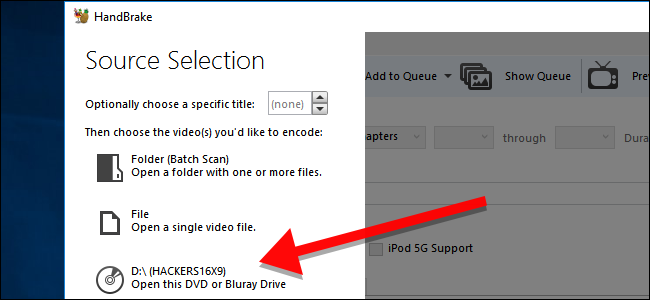 HandBrake
Source Selection
Optionally choose a specific title: (none)
Then choose the video(s) you'd like to encode:
Folder (Batch Scan)
Open a folder with one or more files.
File
Open a single video file.
D:\ (HACKERS16X9)
Open this DVD or Bluray Drive
Add to Queue Show Queue Pre
apters through Dura
iPod 5G Support